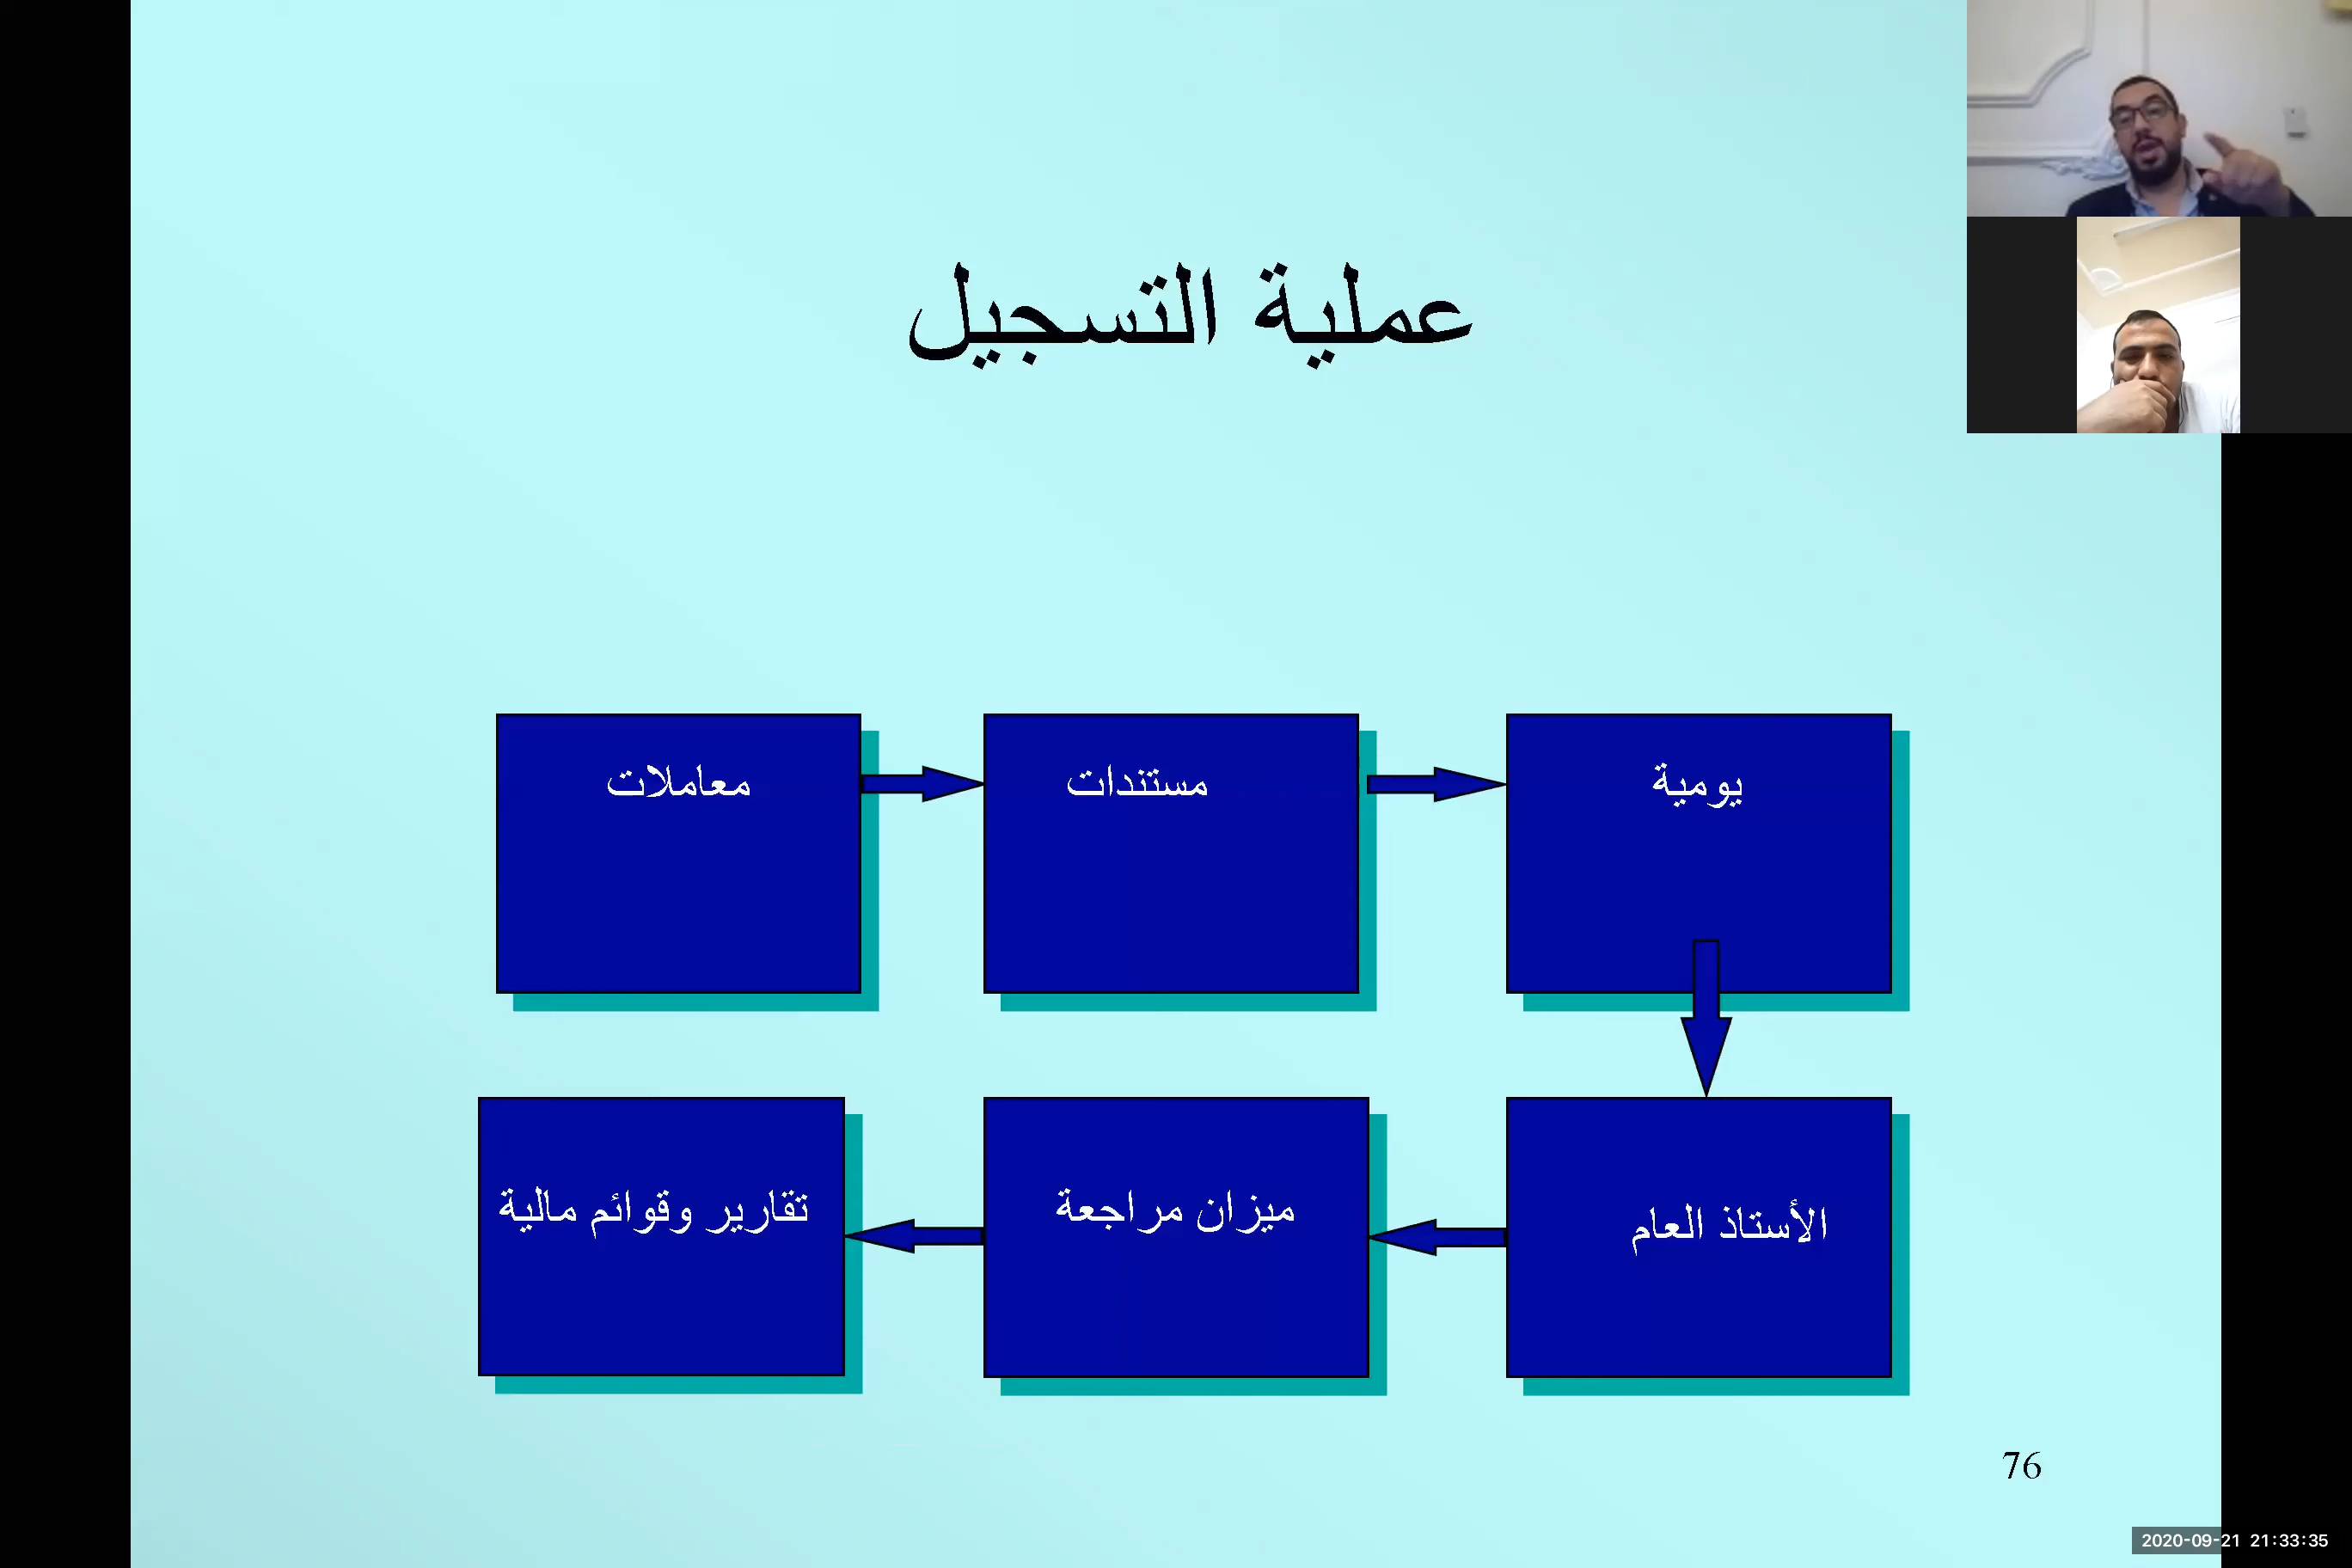 عملية التسجيل
معاملات
مستندات
يومية
الأستاذ العام
ميزان مراجعة
تقارير وقوائم مالية
76
2020-09-21 21:33:35